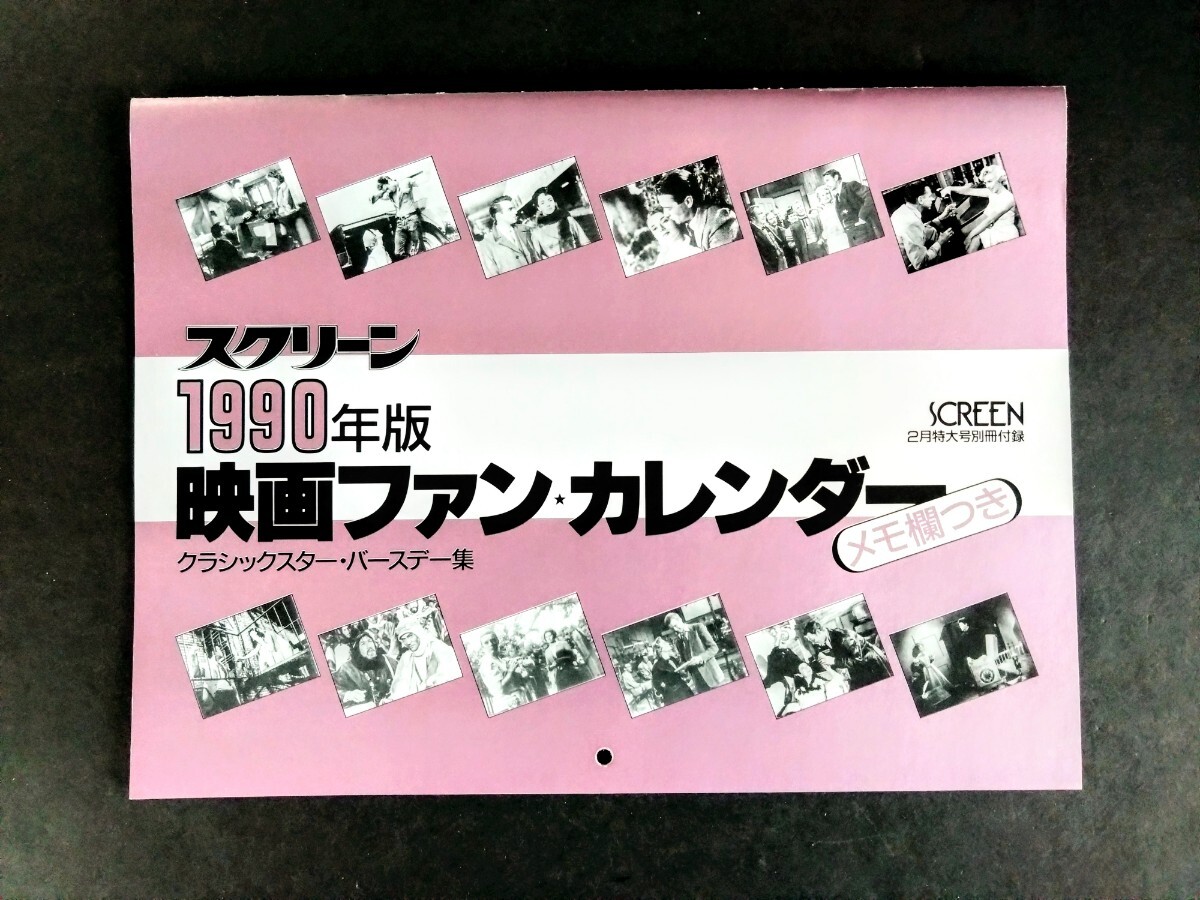 スクリーン
1990年版
SCREEN
2月特大号別冊付録
映画ファン★カレンダー
メモ欄つき
クラシックスター・バースデー集